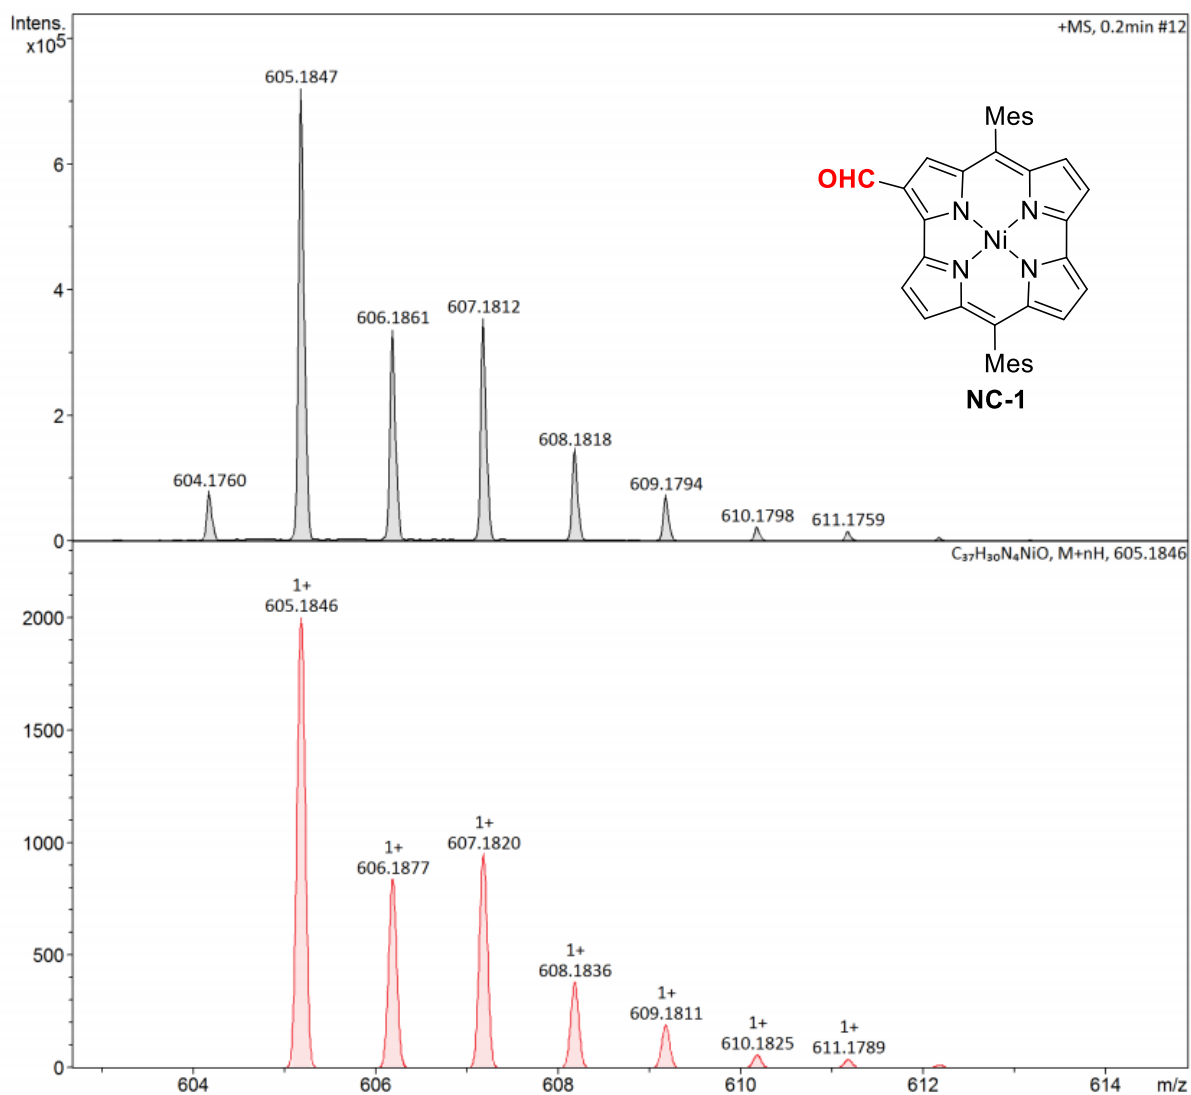 Intens.
x10⁵
+MS, 0.2min #12
605.1847
6
606.1861
607.1812
4
608.1818
2
604.1760
609.1794
610.1798
611.1759
0
Mes
OHC
N
N
Ni
N
N
Mes
NC-1
C₃₇H₃₀N₄NiO, M+nH, 605.1846
1+
605.1846
2000
1500
1+
607.1820
1000
1+
606.1877
500
1+
608.1836
1+
609.1811
1+
610.1825
1+
611.1789
0
604
606
608
610
612
614
m/z